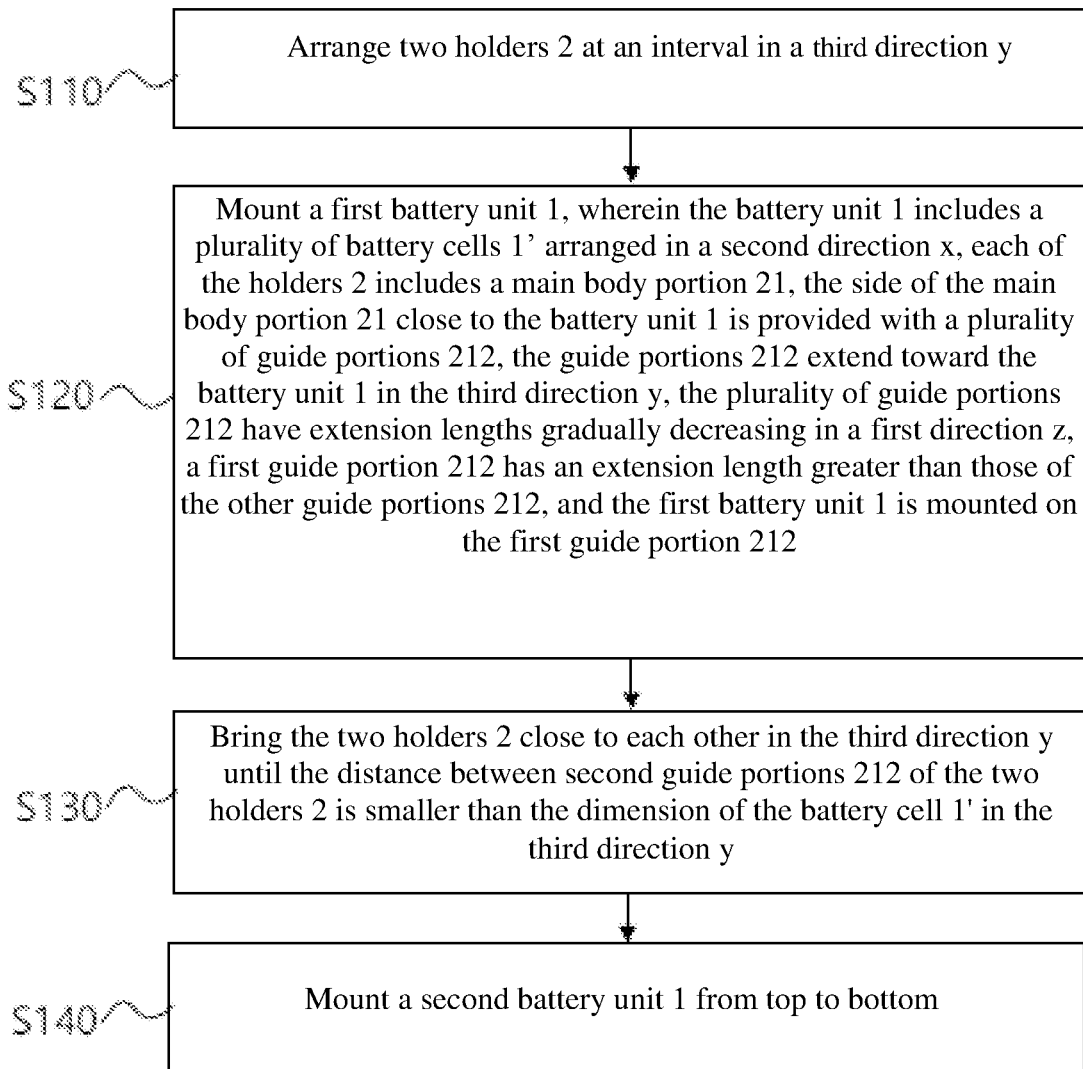 Arrange two holders 2 at an interval in a third direction y
S110
Mount a first battery unit 1, wherein the battery unit 1 includes a
plurality of battery cells 1’ arranged in a second direction x, each of
the holders 2 includes a main body portion 21, the side of the main
body portion 21 close to the battery unit 1 is provided with a plurality
of guide portions 212, the guide portions 212 extend toward the
battery unit 1 in the third direction y, the plurality of guide portions
S120
212 have extension lengths gradually decreasing in a first direction z,
a first guide portion 212 has an extension length greater than those of
the other guide portions 212, and the first battery unit 1 is mounted on
the first guide portion 212
Bring the two holders 2 close to each other in the third direction y
until the distance between second guide portions 212 of the two
S130
holders 2 is smaller than the dimension of the battery cell 1' in the
third direction y
Mount a second battery unit 1 from top to bottom
S140